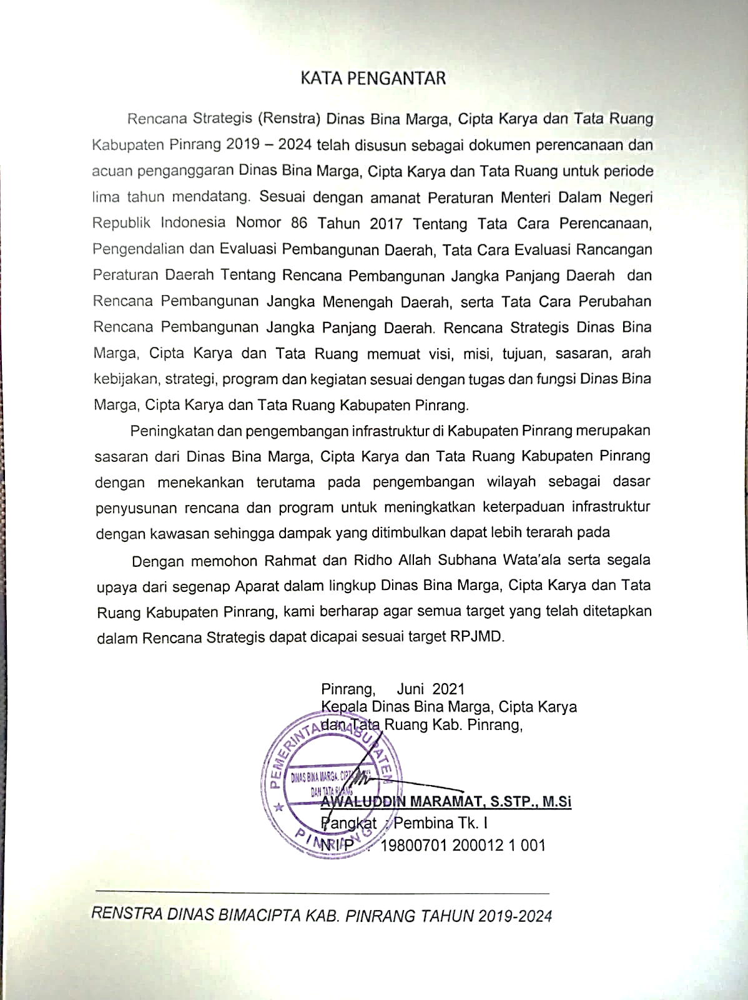 KATA PENGANTAR
Rencana Strategis (Renstra) Dinas Bina Marga, Cipta Karya dan Tata Ruang
Kabupaten Pinrang 2019 – 2024 telah disusun sebagai dokumen perencanaan dan
acuan penganggaran Dinas Bina Marga, Cipta Karya dan Tata Ruang untuk periode
lima tahun mendatang. Sesuai dengan amanat Peraturan Menteri Dalam Negeri
Republik Indonesia Nomor 86 Tahun 2017 Tentang Tata Cara Perencanaan,
Pengendalian dan Evaluasi Pembangunan Daerah, Tata Cara Evaluasi Rancangan
Peraturan Daerah Tentang Rencana Pembangunan Jangka Panjang Daerah dan
Rencana Pembangunan Jangka Menengah Daerah, serta Tata Cara Perubahan
Rencana Pembangunan Jangka Panjang Daerah. Rencana Strategis Dinas Bina
Marga, Cipta Karya dan Tata Ruang memuat visi, misi, tujuan, sasaran, arah
kebijakan, strategi, program dan kegiatan sesuai dengan tugas dan fungsi Dinas Bina
Marga, Cipta Karya dan Tata Ruang Kabupaten Pinrang.
Peningkatan dan pengembangan infrastruktur di Kabupaten Pinrang merupakan
sasaran dari Dinas Bina Marga, Cipta Karya dan Tata Ruang Kabupaten Pinrang
dengan menekankan terutama pada pengembangan wilayah sebagai dasar
penyusunan rencana dan program untuk meningkatkan keterpaduan infrastruktur
dengan kawasan sehingga dampak yang ditimbulkan dapat lebih terarah pada
Dengan memohon Rahmat dan Ridho Allah Subhana Wata'ala serta segala
upaya dari segenap Aparat dalam lingkup Dinas Bina Marga, Cipta Karya dan Tata
Ruang Kabupaten Pinrang, kami berharap agar semua target yang telah ditetapkan
dalam Rencana Strategis dapat dicapai sesuai target RPJMD.
Pinrang, Juni 2021
Kepala Dinas Bina Marga, Cipta Karya
dan Tata Ruang Kab. Pinrang,
PEMERINTAH KABUPATEN
DINAS BINA MARGA, CIPTA KARYA
DAN TATA RUANG
PINRANG
AWALUDDIN MARAMAT, S.STP., M.Si
Pangkat : Pembina Tk. I
NIP : 19800701 200012 1 001
RENSTRA DINAS BIMACIPTA KAB. PINRANG TAHUN 2019-2024